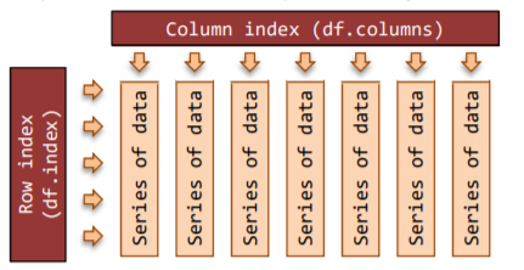 Column index (df.columns)
Row index
(df.index)
Series of data
Series of data
Series of data
Series of data
Series of data
Series of data
Series of data